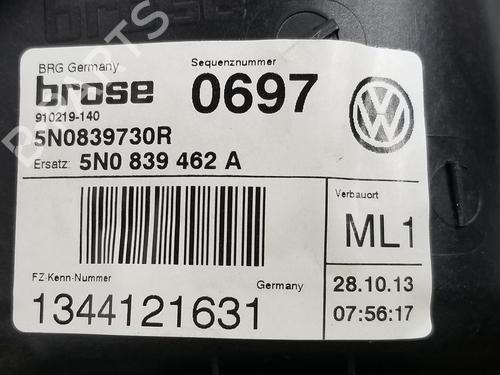 BRG Germany
Sequenznummer
brose
0697
910219-140
5N0839730R
Ersatz: 5N0 839 462 A
Verbauort
ML1
FZ-Kenn-Nummer
Germany
28.10.13
1344121631
07:56:17